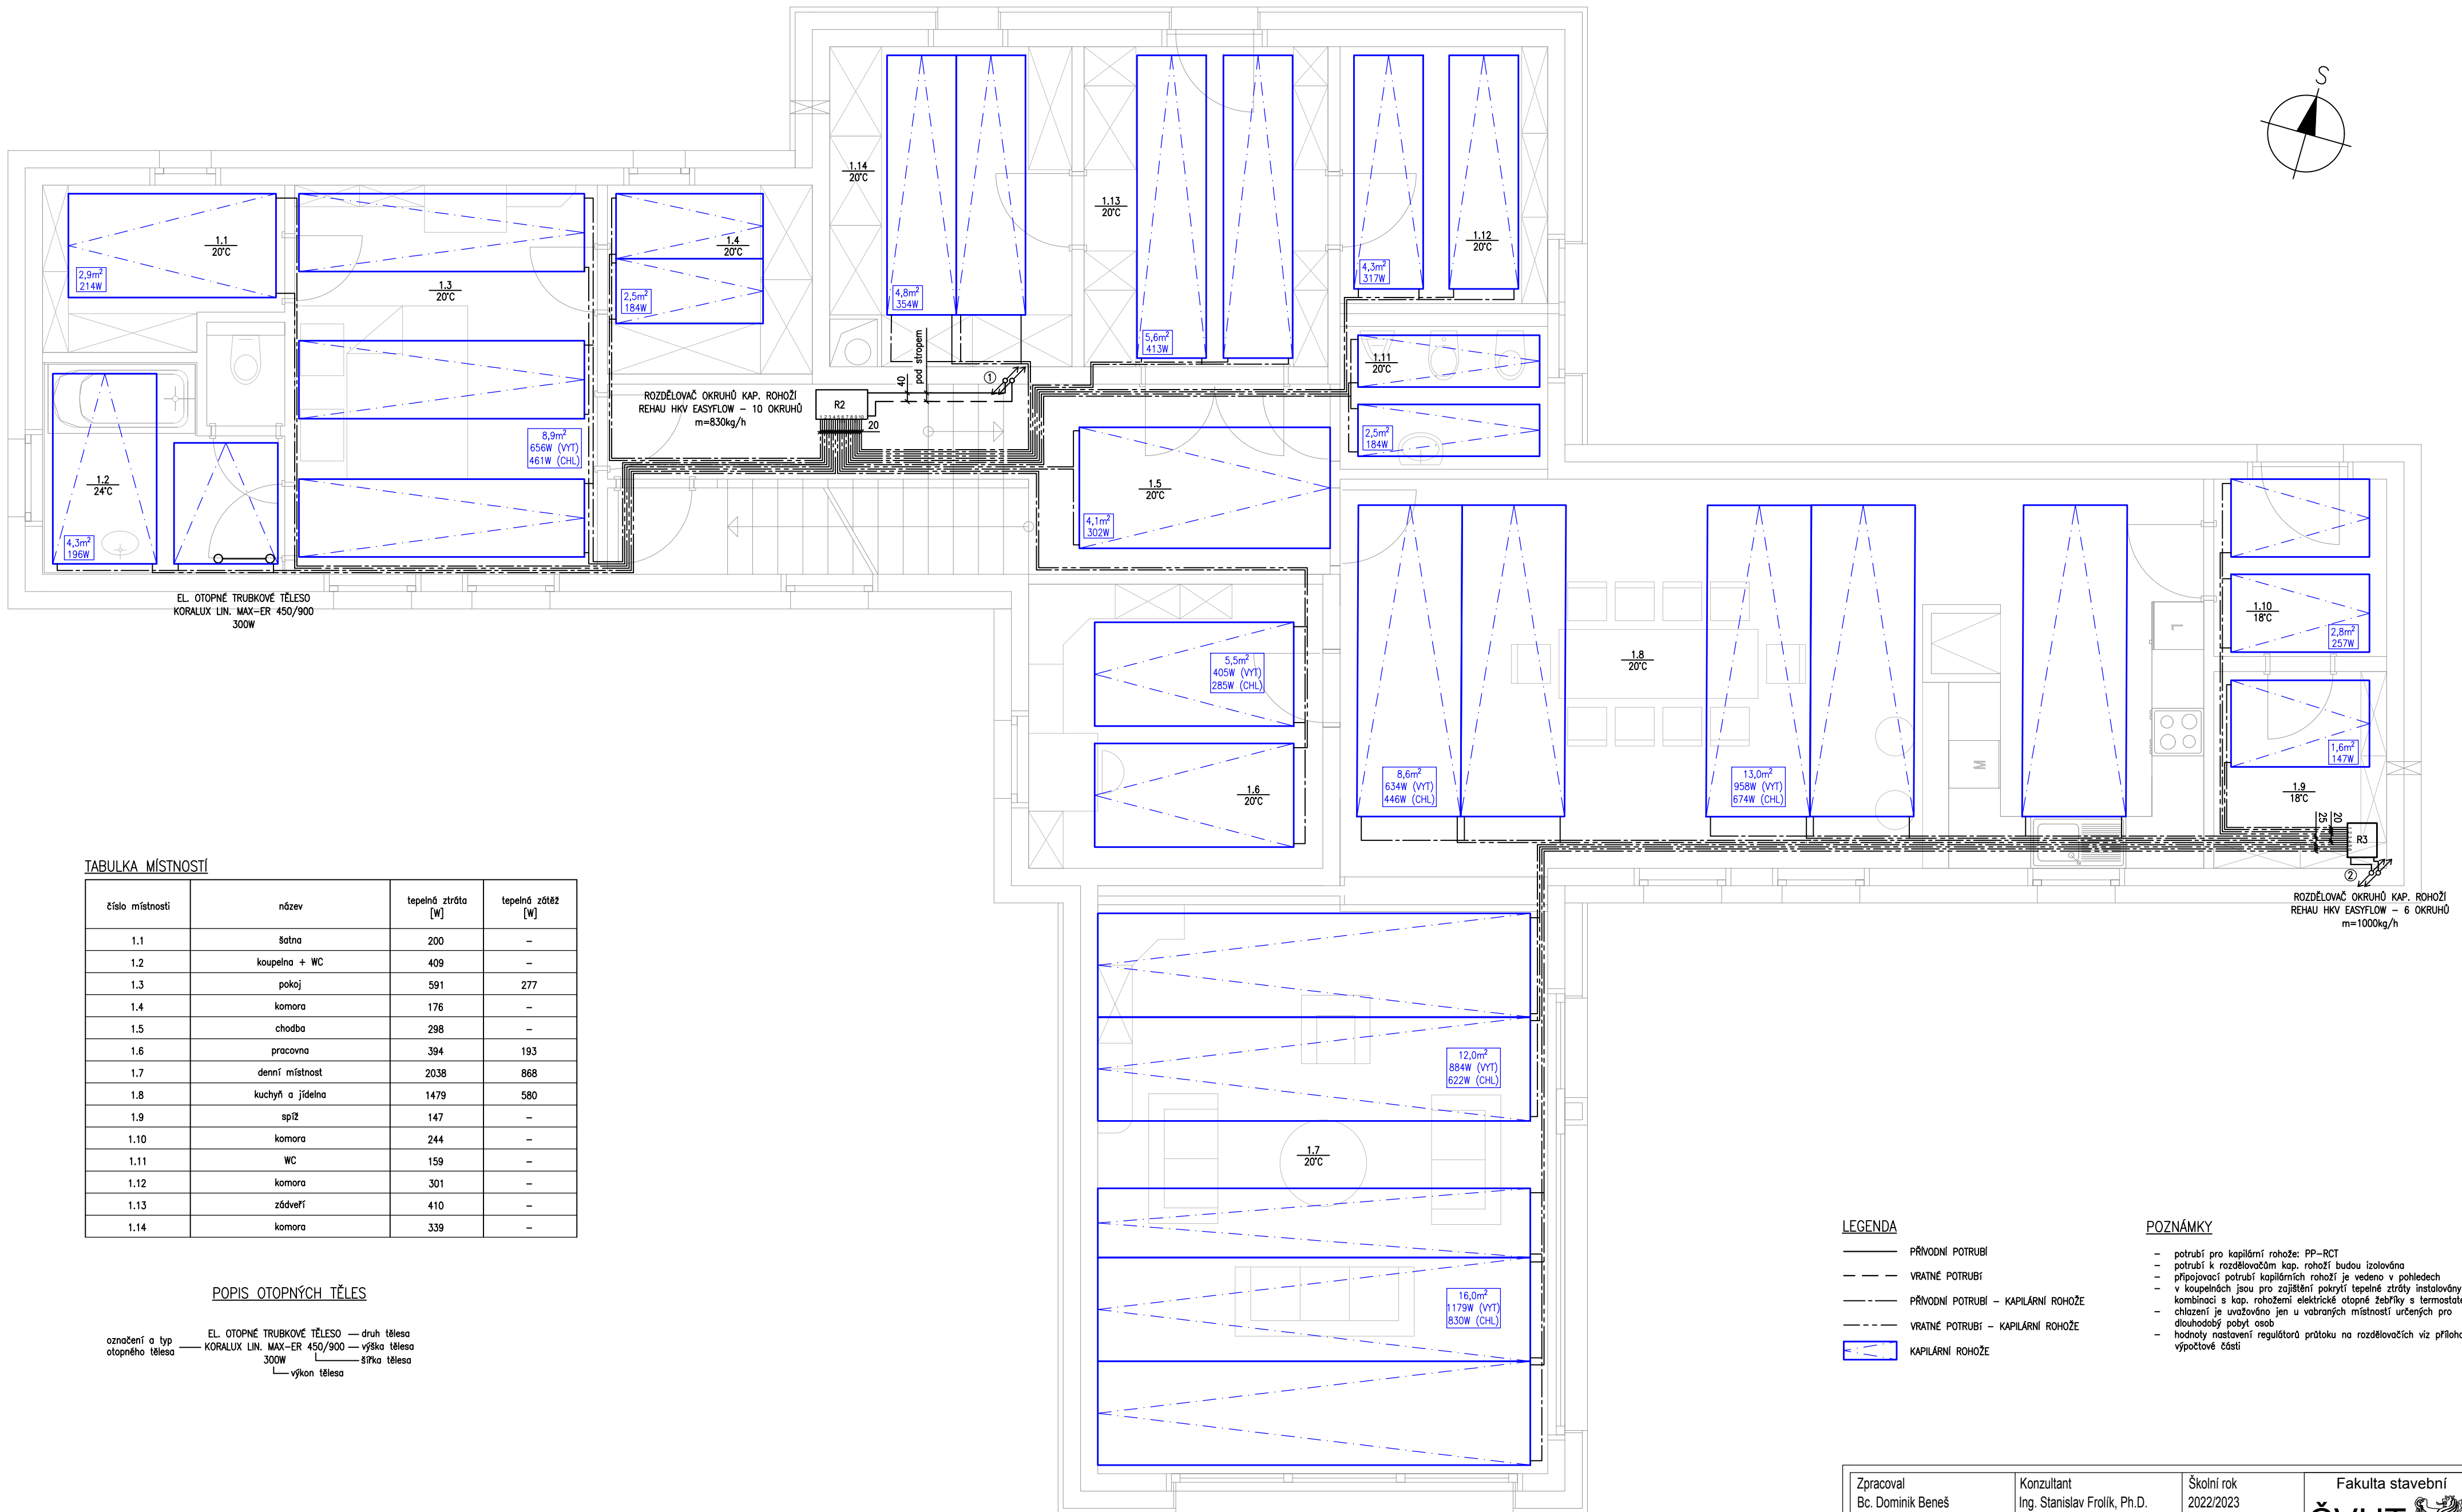 S
1.14
20°C
1.13
20°C
1.12
20°C
1.1
20°C
1.4
20°C
1.3
20°C
2,9m²
214W
2,5m²
184W
4,8m²
354W
4,3m²
317W
5,6m²
413W
1.11
20°C
pod stropem
40
1
ROZDĚLOVAČ OKRUHŮ KAP. ROHOŽÍ
REHAU HKV EASYFLOW – 10 OKRUHŮ
m=830kg/h
R2
1 2 3 4 5 6 7 8 9 10
20
8,9m²
656W (VYT)
461W (CHL)
2,5m²
184W
1.2
24°C
1.5
20°C
4,1m²
302W
4,3m²
196W
EL. OTOPNÉ TRUBKOVÉ TĚLESO
KORALUX LIN. MAX–ER 450/900
300W
1.10
18°C
2,8m²
257W
L
5,5m²
405W (VYT)
285W (CHL)
1.8
20°C
1,6m²
147W
M
8,6m²
634W (VYT)
446W (CHL)
13,0m²
958W (VYT)
674W (CHL)
1.6
20°C
1.9
18°C
25
20
R3
2
ROZDĚLOVAČ OKRUHŮ KAP. ROHOŽÍ
REHAU HKV EASYFLOW – 6 OKRUHŮ
m=1000kg/h
12,0m²
884W (VYT)
622W (CHL)
1.7
20°C
16,0m²
1179W (VYT)
830W (CHL)
TABULKA MÍSTNOSTÍ
číslo místnosti název tepelná ztráta [W] tepelná zátěž [W]
1.1 šatna 200 –
1.2 koupelna + WC 409 –
1.3 pokoj 591 277
1.4 komora 176 –
1.5 chodba 298 –
1.6 pracovna 394 193
1.7 denní místnost 2038 868
1.8 kuchyň a jídelna 1479 580
1.9 spíž 147 –
1.10 komora 244 –
1.11 WC 159 –
1.12 komora 301 –
1.13 zádveří 410 –
1.14 komora 339 –
POPIS OTOPNÝCH TĚLES
označení a typ
otopného tělesa
EL. OTOPNÉ TRUBKOVÉ TĚLESO — druh tělesa
KORALUX LIN. MAX–ER 450/900 — výška tělesa
300W šířka tělesa
výkon tělesa
LEGENDA
PŘÍVODNÍ POTRUBÍ
VRATNÉ POTRUBÍ
PŘÍVODNÍ POTRUBÍ – KAPILÁRNÍ ROHOŽE
VRATNÉ POTRUBÍ – KAPILÁRNÍ ROHOŽE
KAPILÁRNÍ ROHOŽE
POZNÁMKY
– potrubí pro kapilární rohože: PP–RCT
– potrubí k rozdělovačům kap. rohoží budou izolována
– připojovací potrubí kapilárních rohoží je vedeno v pohledech
– v koupelnách jsou pro zajištění pokrytí tepelné ztráty instalovány
kombinaci s kap. rohožemi elektrické otopné žebříky s termostate
– chlazení je uvažováno jen u vabraných místností určených pro
dlouhodobý pobyt osob
– hodnoty nastavení regulátorů průtoku na rozdělovačích viz příloho
výpočtové části
Zpracoval
Bc. Dominik Beneš
Konzultant
Ing. Stanislav Frolík, Ph.D.
Školní rok
2022/2023
Fakulta stavební
ČVUT